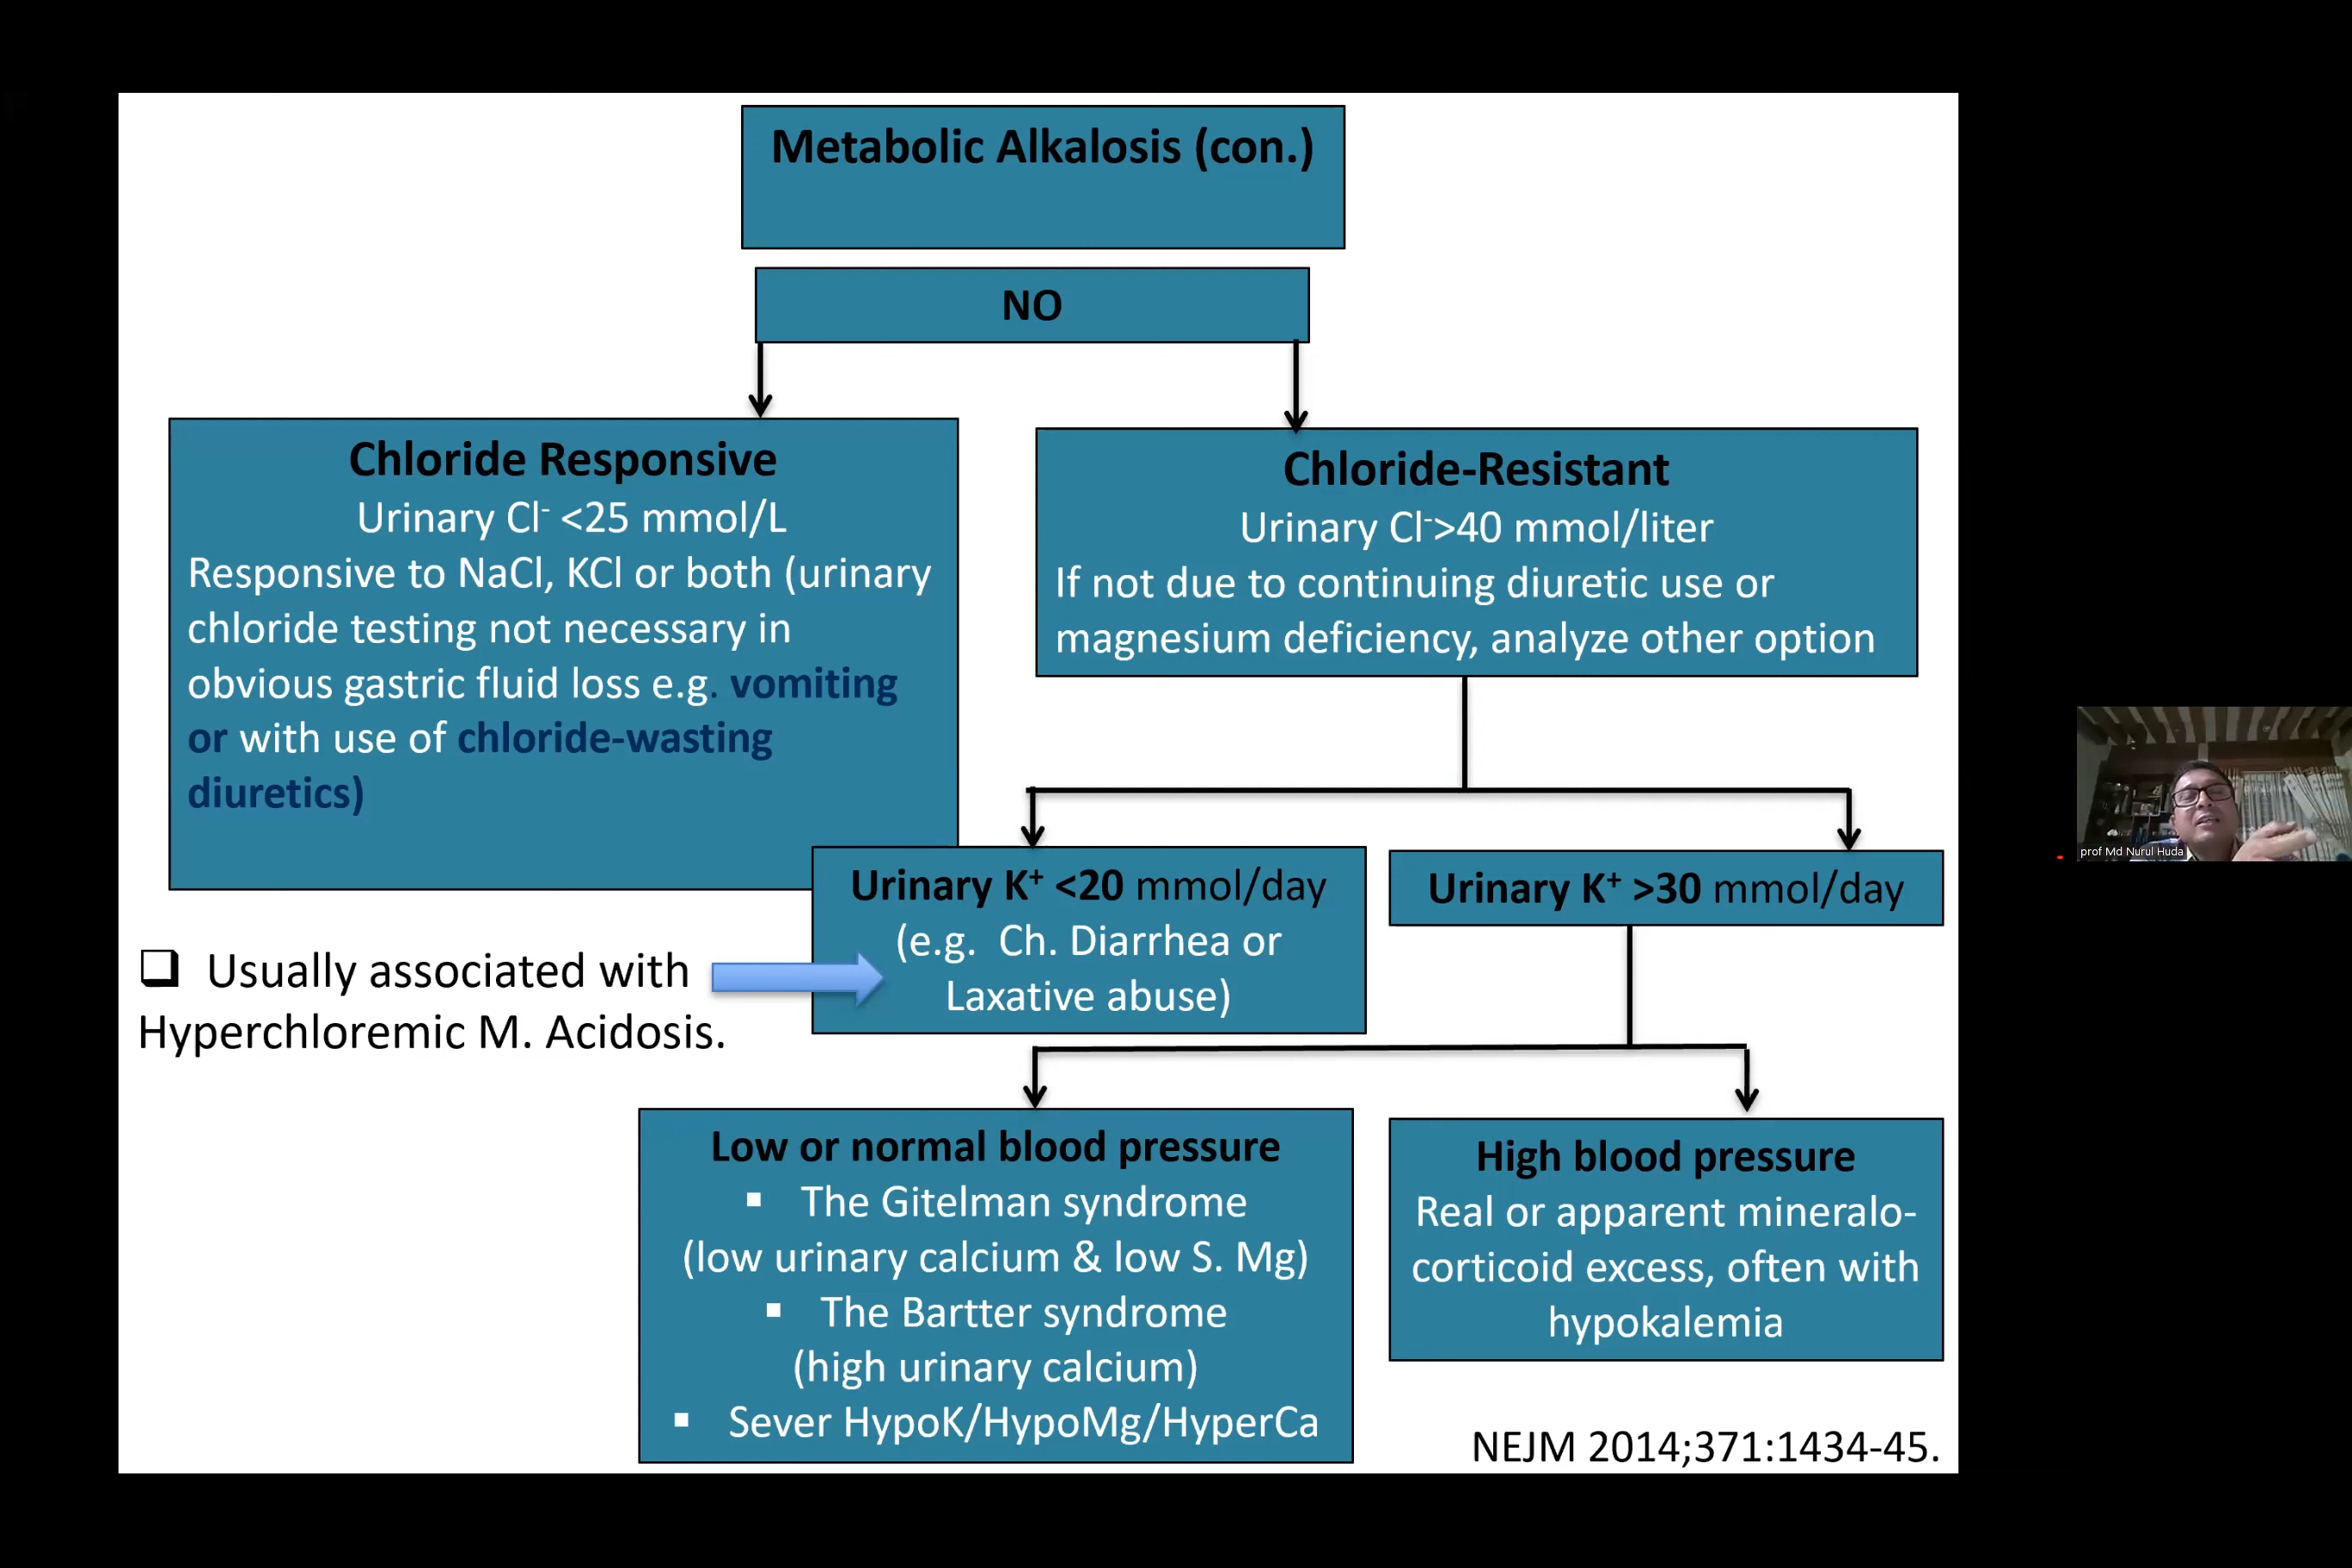 Metabolic Alkalosis (con.)
NO
Chloride Responsive
Urinary Cl⁻ <25 mmol/L
Responsive to NaCl, KCl or both (urinary
chloride testing not necessary in
obvious gastric fluid loss e.g. vomiting
or with use of chloride-wasting
diuretics)
Chloride-Resistant
Urinary Cl⁻>40 mmol/liter
If not due to continuing diuretic use or
magnesium deficiency, analyze other option
Urinary K⁺ <20 mmol/day
(e.g. Ch. Diarrhea or
Laxative abuse)
Urinary K⁺ >30 mmol/day
❑ Usually associated with
Hyperchloremic M. Acidosis.
Low or normal blood pressure
▪ The Gitelman syndrome
(low urinary calcium & low S. Mg)
▪ The Bartter syndrome
(high urinary calcium)
▪ Sever HypoK/HypoMg/HyperCa
High blood pressure
Real or apparent mineralo-
corticoid excess, often with
hypokalemia
NEJM 2014;371:1434-45.
prof Md Nurul Huda